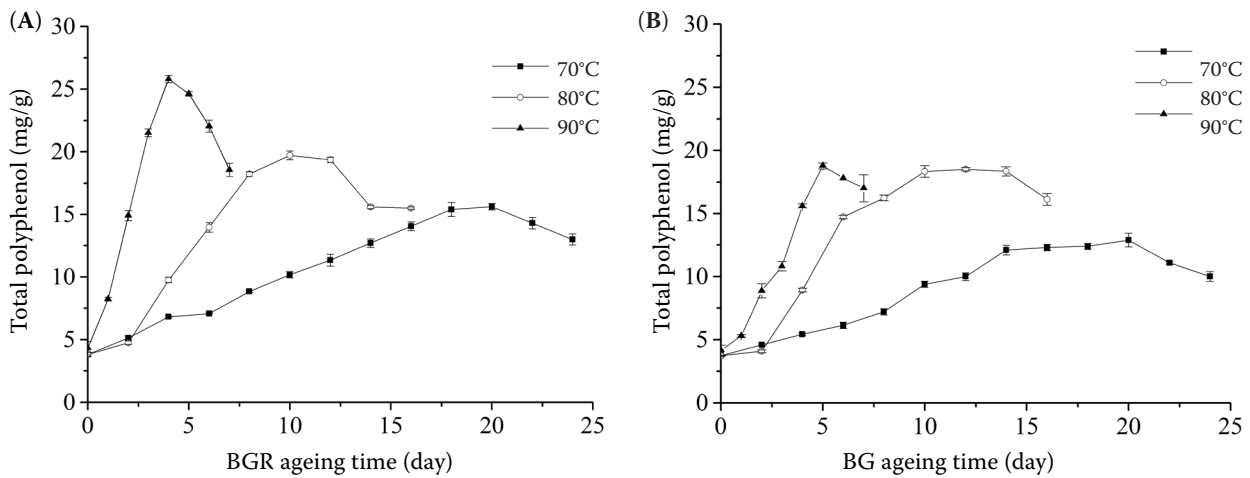 (A)
30
25
20
15
10
5
0
Total polyphenol (mg/g)
70°C
80°C
90°C
0 5 10 15 20 25
BGR ageing time (day)
(B)
30
25
20
15
10
5
0
Total polyphenol (mg/g)
70°C
80°C
90°C
0 5 10 15 20 25
BG ageing time (day)